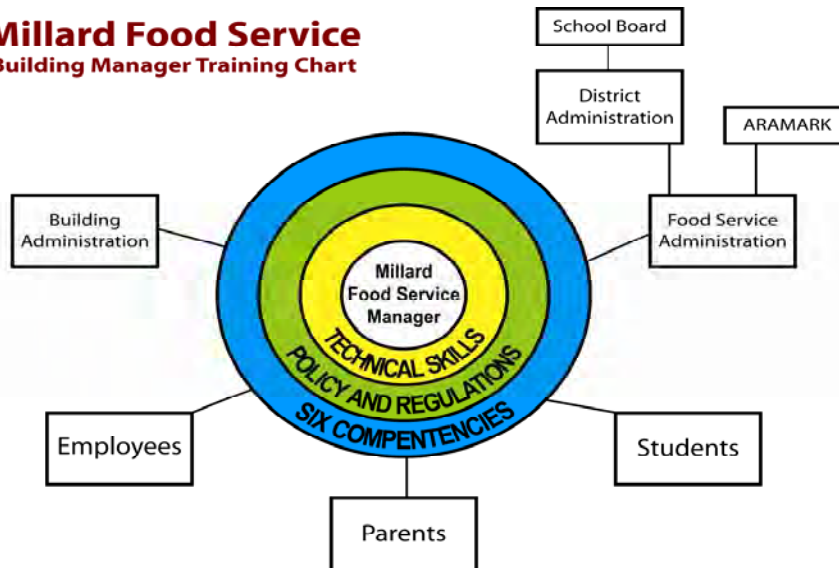 Millard Food Service
Building Manager Training Chart
School Board
District
Administration
ARAMARK
Building
Administration
Food Service
Administration
Millard
Food Service
Manager
TECHNICAL SKILLS
POLICY AND REGULATIONS
SIX COMPENTENCIES
Employees
Students
Parents